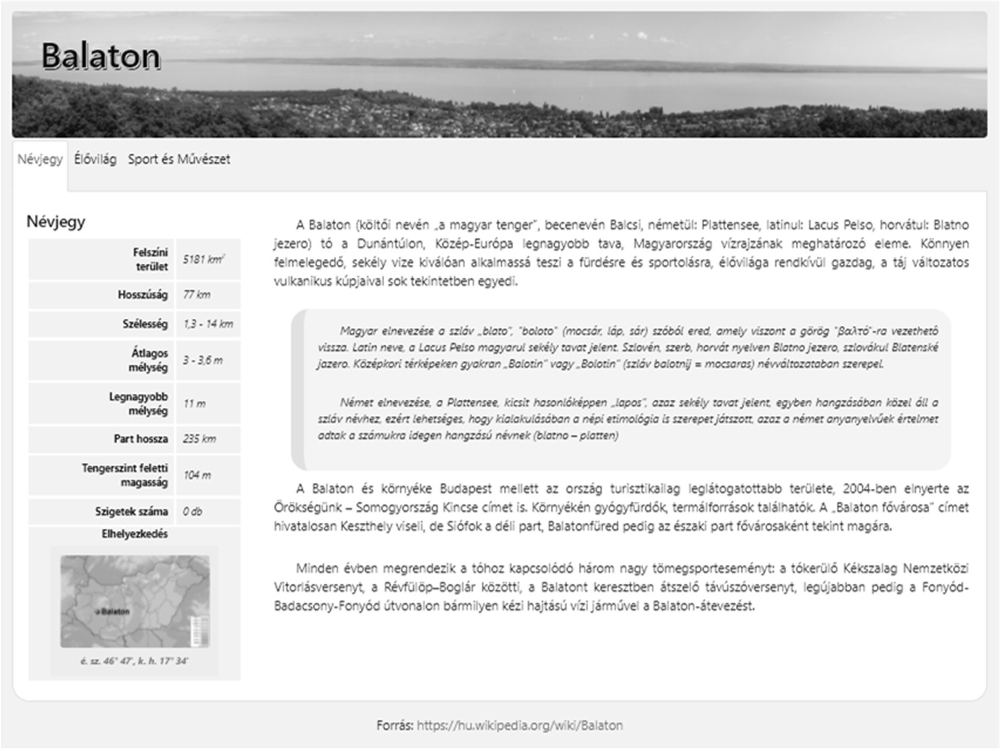 Balaton
Névjegy Élővilág Sport és Művészet
Névjegy
Felszíni
terület
5181 km²
Hosszúság 77 km
Szélesség 1,3 - 14 km
Átlagos
mélység
3 - 3,6 m
Legnagyobb
mélység
11 m
Part hossza 235 km
Tengerszint feletti
magasság
104 m
Szigetek száma 0 db
Elhelyezkedés
Balaton
é. sz. 46° 47', k. h. 17° 34'
A Balaton (költői nevén „a magyar tenger”, becenevén Balcsi, németül: Plattensee, latinul: Lacus Pelso, horvátul: Blatno
jezero) tó a Dunántúlon, Közép-Európa legnagyobb tava, Magyarország vízrajzának meghatározó eleme. Könnyen
felmelegedő, sekély vize kiválóan alkalmassá teszi a fürdésre és sportolásra, élővilága rendkívül gazdag, a táj változatos
vulkanikus kúpjaival sok tekintetben egyedi.
Magyar elnevezése a szláv „blato”, "boloto" (mocsár, láp, sár) szóból ered, amely viszont a görög "βαλτό"-ra vezethető
vissza. Latin neve, a Lacus Pelso magyarul sekély tavat jelent. Szlovén, szerb, horvát nyelven Blatno jezero, szlovákul Blatenské
jazero. Középkori térképeken gyakran „Balotin” vagy „Bolotin” (szláv balotnij = mocsaras) névváltozataban szerepel.
Német elnevezése, a Plattensee, kicsit hasonlóképpen „lapos”, azaz sekély tavat jelent, egyben hangzásában közel áll a
szláv névhez, ezért lehetséges, hogy kialakulásában a népi etimológia is szerepet játszott, azaz a német anyanyelvűek értelmet
adtak a számukra idegen hangzású névnek (blatno – platten)
A Balaton és környéke Budapest mellett az ország turisztikailag leglátogatottabb területe, 2004-ben elnyerte az
Örökségünk – Somogyország Kincse címet is. Környékén gyógyfürdők, termálforrások találhatók. A „Balaton fővárosa” címet
hivatalosan Keszthely viseli, de Siófok a déli part, Balatonfüred pedig az északi part fővárosaként tekint magára.
Minden évben megrendezik a tóhoz kapcsolódó három nagy tömegsporteseményt: a tókerülő Kékszalag Nemzetközi
Vitorlásversenyt, a Révfülöp–Boglár közötti, a Balatont keresztben átszelő távúszóversenyt, legújabban pedig a Fonyód-
Badacsony-Fonyód útvonalon bármilyen kézi hajtású vízi járművel a Balaton-átevezést.
Forrás: https://hu.wikipedia.org/wiki/Balaton